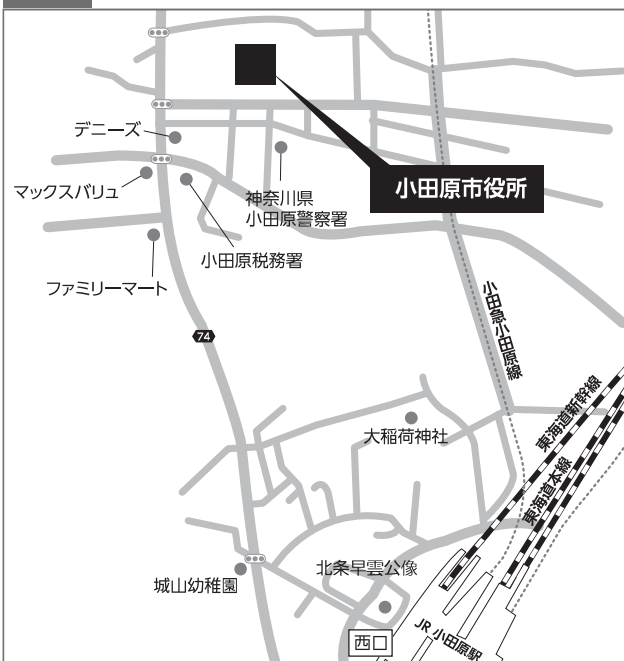 デニーズ
マックスバリュ
小田原市役所
神奈川県
小田原警察署
小田原税務署
ファミリーマート
小田急小田原線
74
東海道新幹線
大稲荷神社
東海道本線
北条早雲公像
城山幼稚園
JR 小田原駅
西口